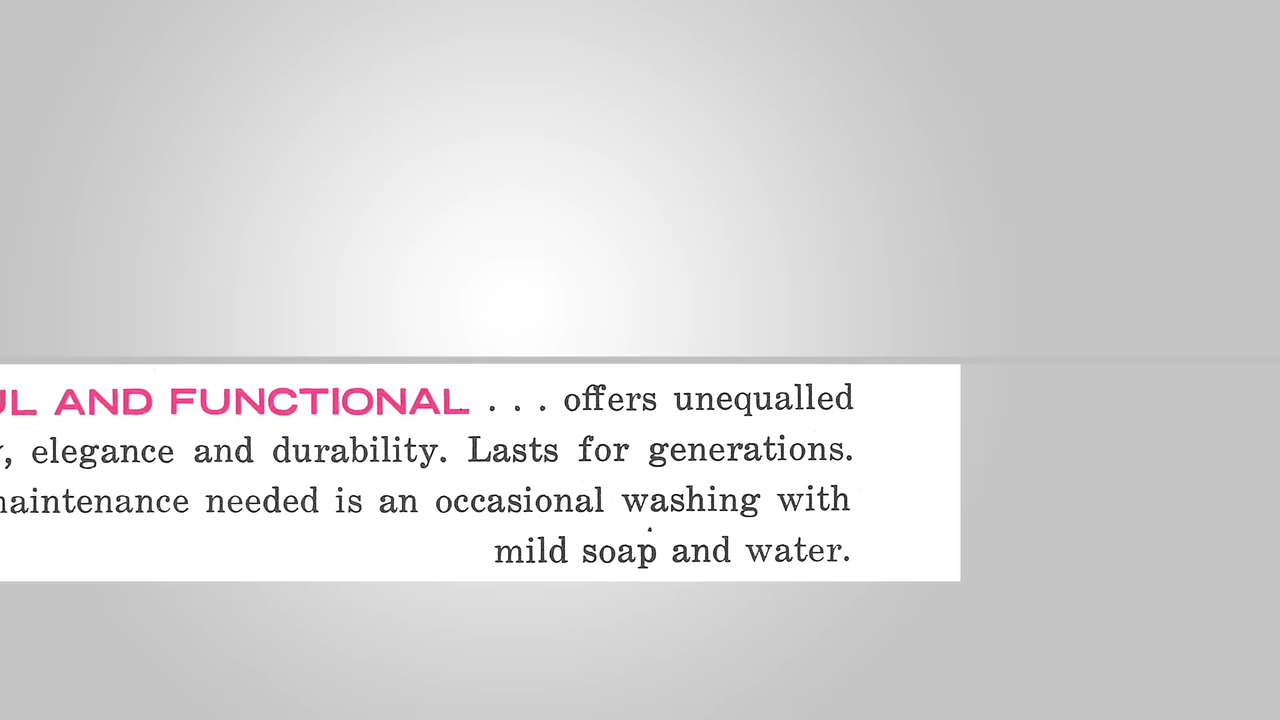 UL AND FUNCTIONAL . . . offers unequalled
, elegance and durability. Lasts for generations.
maintenance needed is an occasional washing with
mild soap and water.